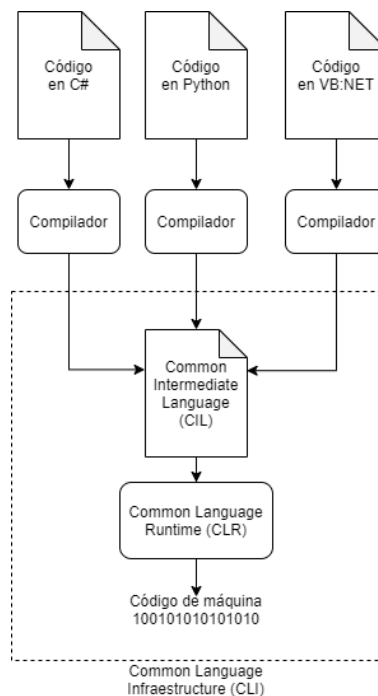 Código
en C#
Código
en Python
Código
en VB:NET
Compilador
Compilador
Compilador
Common
Intermediate
Language
(CIL)
Common Language
Runtime (CLR)
Código de máquina
100101010101010
Common Language
Infraestructure (CLI)